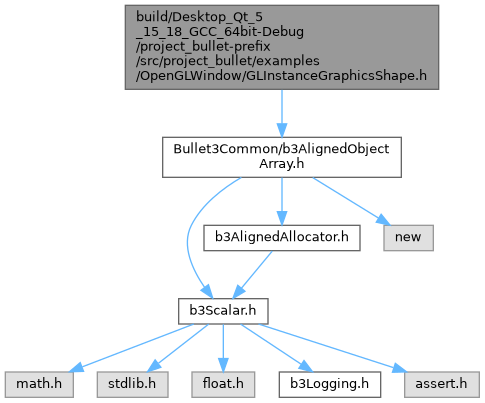 build/Desktop_Qt_5
_15_18_GCC_64bit-Debug
/project_bullet-prefix
/src/project_bullet/examples
/OpenGLWindow/GLInstanceGraphicsShape.h
Bullet3Common/b3AlignedObject
Array.h
b3AlignedAllocator.h
new
b3Scalar.h
math.h
stdlib.h
float.h
b3Logging.h
assert.h